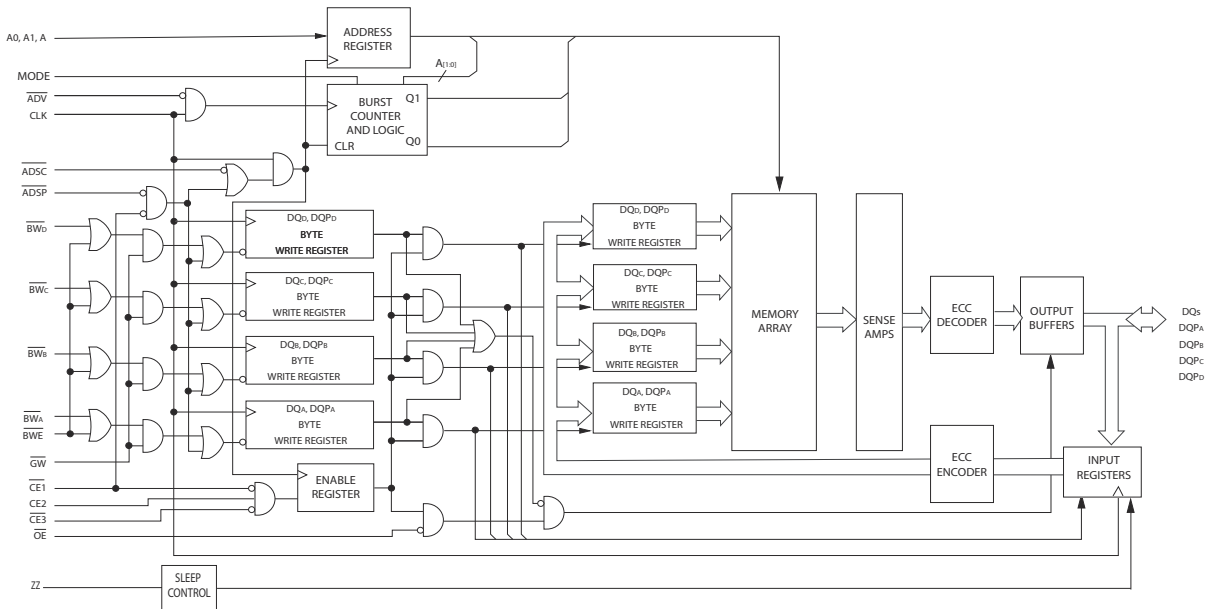 A0, A1, A
ADDRESS
REGISTER
A[1:0]
MODE
ADV
CLK
BURST
COUNTER
AND LOGIC
CLR
Q1
Q0
ADSC
ADSP
BWD
BWC
BWB
BWA
BWE
GW
CE1
CE2
CE3
OE
ZZ
DQD, DQPD
BYTE
WRITE REGISTER
DQC, DQPC
BYTE
WRITE REGISTER
DQB, DQPB
BYTE
WRITE REGISTER
DQA, DQPA
BYTE
WRITE REGISTER
ENABLE
REGISTER
SLEEP
CONTROL
DQD, DQPD
BYTE
WRITE REGISTER
DQC, DQPC
BYTE
WRITE REGISTER
DQB, DQPB
BYTE
WRITE REGISTER
DQA, DQPA
BYTE
WRITE REGISTER
MEMORY
ARRAY
SENSE
AMPS
ECC
DECODER
OUTPUT
BUFFERS
DQs
DQPA
DQPB
DQPC
DQPD
ECC
ENCODER
INPUT
REGISTERS